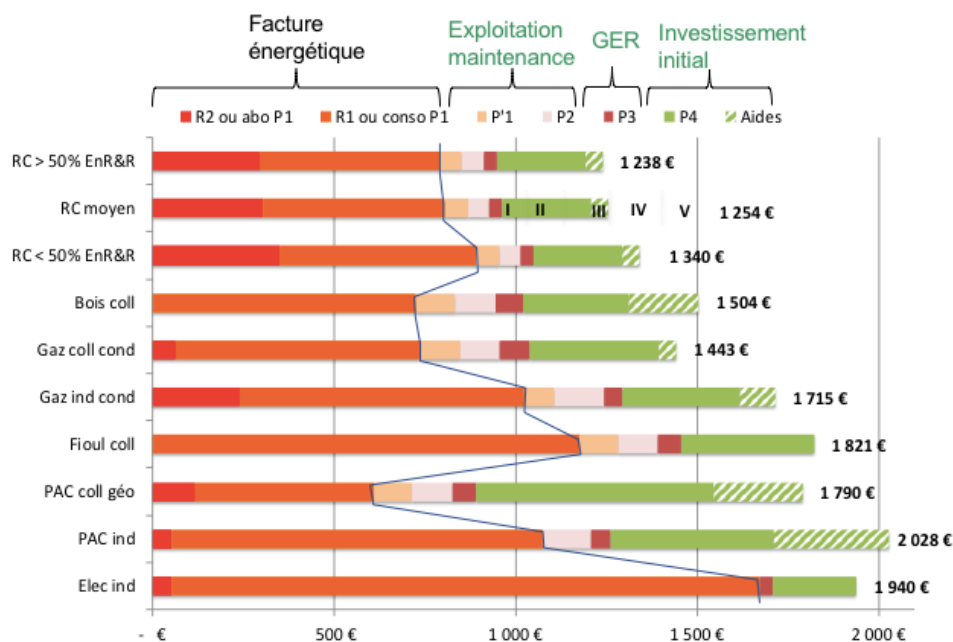 Facture
énergétique
Exploitation
maintenance
GER
Investissement
initial
R2 ou abo P1
R1 ou conso P1
P'1
P2
P3
P4
Aides
RC > 50% EnR&R
1 238 €
RC moyen
I II III IV V
1 254 €
RC < 50% EnR&R
1 340 €
Bois coll
1 504 €
Gaz coll cond
1 443 €
Gaz ind cond
1 715 €
Fioul coll
1 821 €
PAC coll géo
1 790 €
PAC ind
2 028 €
Elec ind
1 940 €
- €
500 €
1 000 €
1 500 €
2 000 €